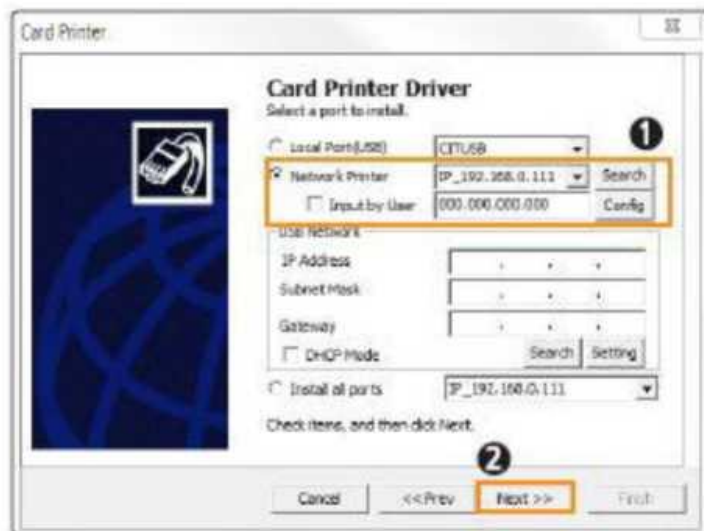 Card Printer
Card Printer Driver
Select a port to install.
Local Port(USB) CITUSB
1
Network Printer IP_192.168.0.111 Search
Input by User 000.000.000.000 Config
USB Network
IP Address . . .
Subnet Mask . . .
Gateway . . .
DHCP Mode Search Setting
Install all ports IP_192.168.0.111
Check items, and then click Next.
2
Cancel <<Prev Next >> Finish